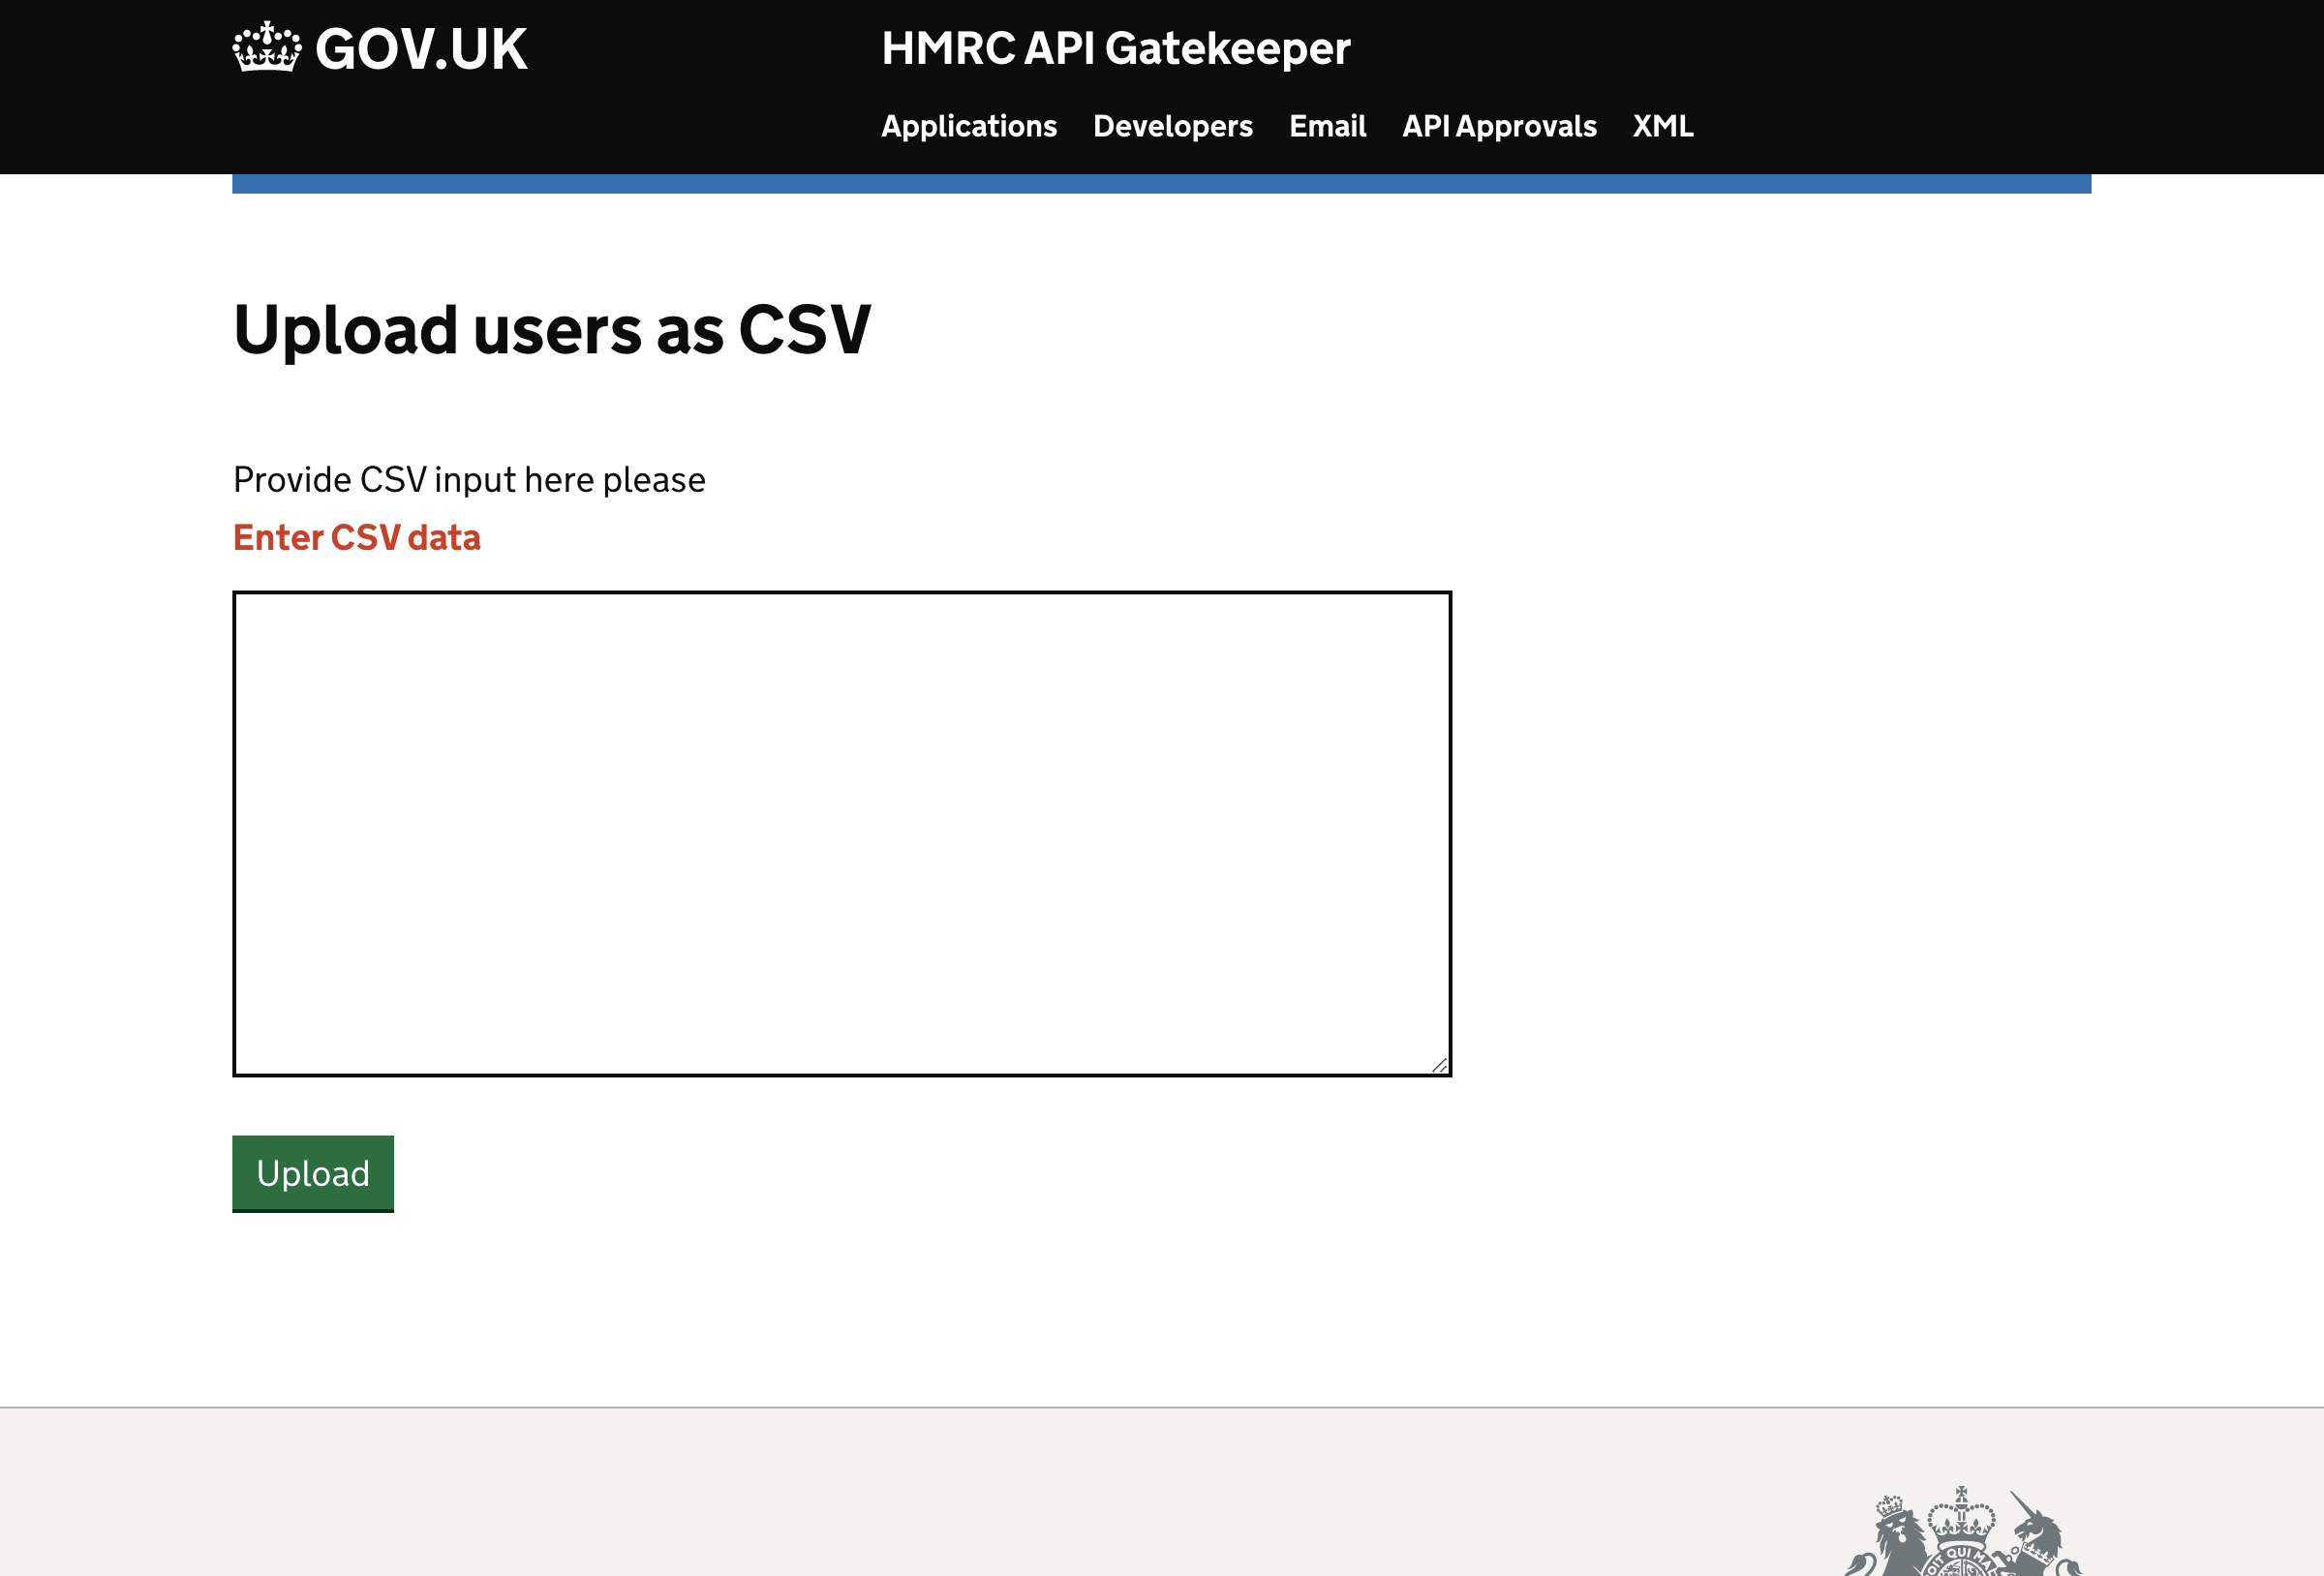 GOV.UK
HMRC API Gatekeeper
Applications Developers Email API Approvals XML
Upload users as CSV
Provide CSV input here please
Enter CSV data
Upload